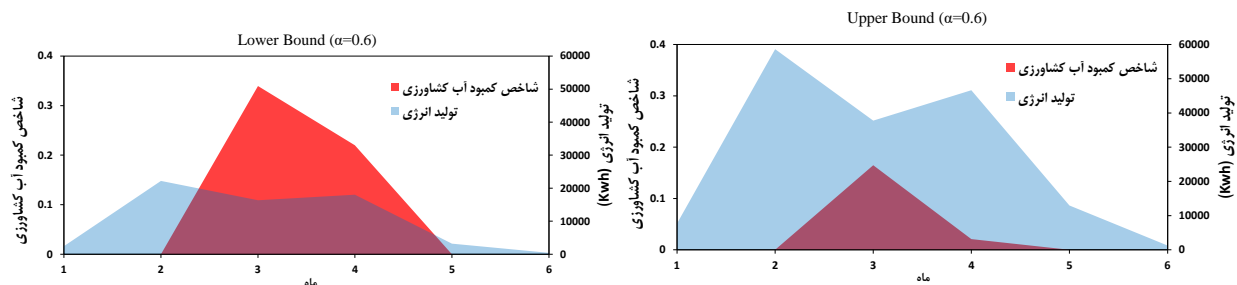 Lower Bound (α=0.6)
0.4
0.3
0.2
0.1
0
شاخص کمبود آب کشاورزی
60000
50000
40000
30000
20000
10000
0
تولید انرژی (Kwh)
شاخص کمبود آب کشاورزی
تولید انرژی
1 2 3 4 5 6
ماه
Upper Bound (α=0.6)
0.4
0.3
0.2
0.1
0
شاخص کمبود آب کشاورزی
60000
50000
40000
30000
20000
10000
0
تولید انرژی (Kwh)
شاخص کمبود آب کشاورزی
تولید انرژی
1 2 3 4 5 6
ماه